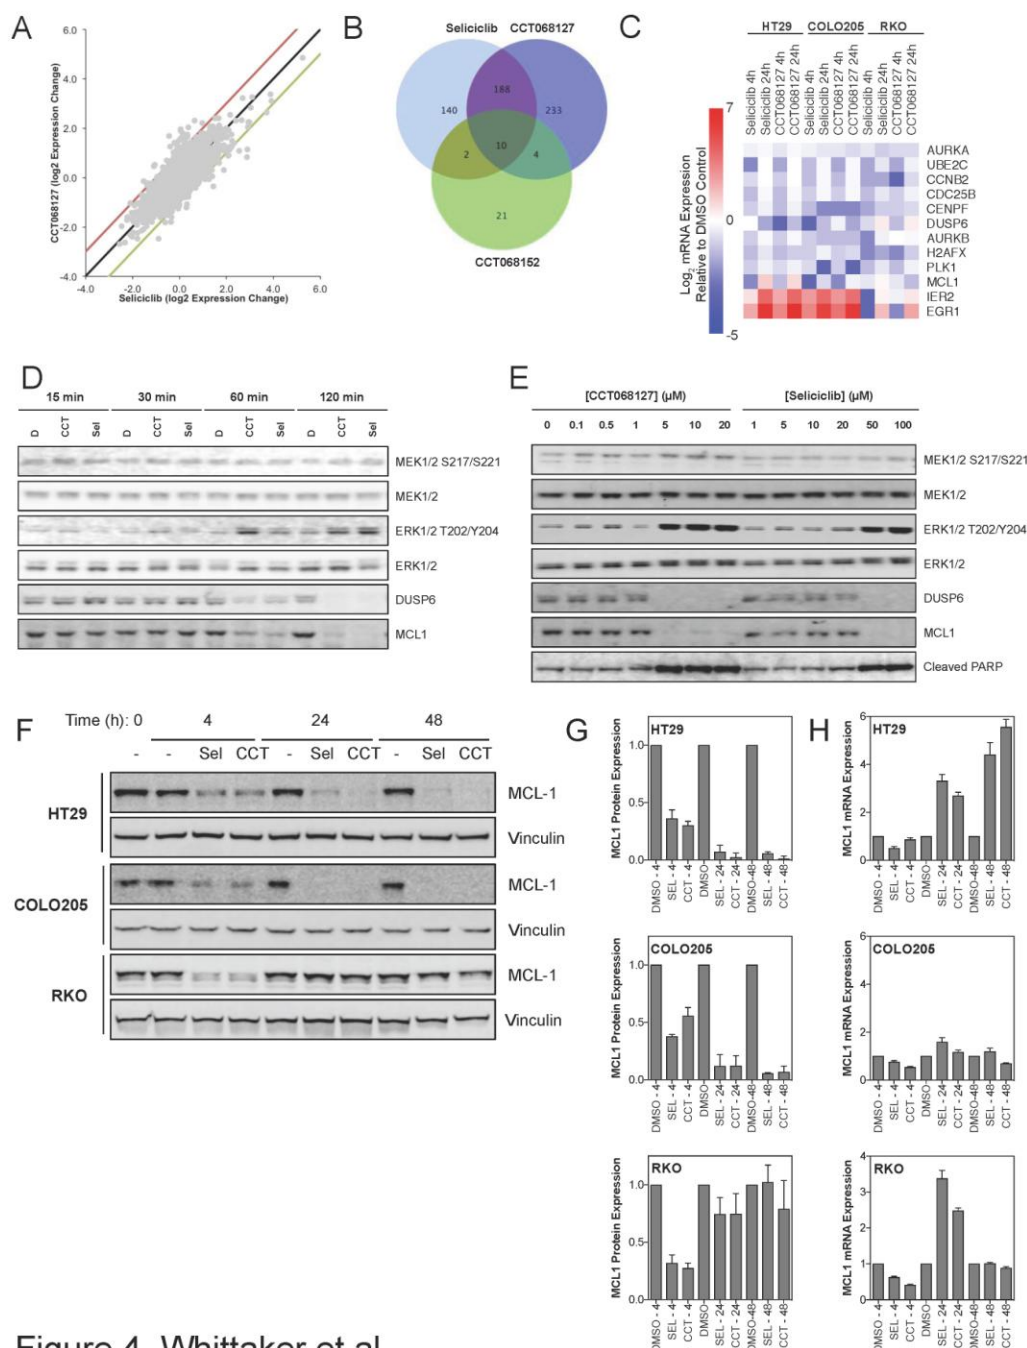 A
CCT068127 (log2 Expression Change)
6.0
4.0
2.0
0.0
-2.0
-4.0
-4.0 -2.0 0.0 2.0 4.0 6.0
Seliciclib (log2 Expression Change)
B
Seliciclib CCT068127
188
140 233
10
2 4
21
CCT068152
C
HT29 COLO205 RKO
Seliciclib 4h
Seliciclib 24h
CCT068127 4h
CCT068127 24h
Seliciclib 4h
Seliciclib 24h
CCT068127 4h
CCT068127 24h
Seliciclib 4h
Seliciclib 24h
CCT068127 4h
CCT068127 24h
Log2 mRNA Expression
Relative to DMSO Control
7
0
-5
AURKA
UBE2C
CCNB2
CDC25B
CENPF
DUSP6
AURKB
H2AFX
PLK1
MCL1
IER2
EGR1
D
15 min 30 min 60 min 120 min
D CCT Sel D CCT Sel D CCT Sel D CCT Sel
MEK1/2 S217/S221
MEK1/2
ERK1/2 T202/Y204
ERK1/2
DUSP6
MCL1
E
[CCT068127] (µM) [Seliciclib] (µM)
0 0.1 0.5 1 5 10 20 1 5 10 20 50 100
MEK1/2 S217/S221
MEK1/2
ERK1/2 T202/Y204
ERK1/2
DUSP6
MCL1
Cleaved PARP
F
Time (h): 0 4 24 48
- - Sel CCT - Sel CCT - Sel CCT
HT29
MCL-1
Vinculin
COLO205
MCL-1
Vinculin
RKO
MCL-1
Vinculin
G
HT29
MCL1 Protein Expression
1.0
0.5
0.0
DMSO - 4
SEL - 4
CCT - 4
DMSO
SEL - 24
CCT - 24
DMSO-48
SEL - 48
CCT - 48
COLO205
MCL1 Protein Expression
1.0
0.5
0.0
DMSO - 4
SEL - 4
CCT - 4
DMSO
SEL - 24
CCT - 24
DMSO-48
SEL - 48
CCT - 48
RKO
MCL1 Protein Expression
1.0
0.5
0.0
DMSO - 4
SEL - 4
CCT - 4
DMSO
SEL - 24
CCT - 24
DMSO-48
SEL - 48
CCT - 48
H
HT29
MCL1 mRNA Expression
6
4
2
0
DMSO - 4
SEL - 4
CCT - 4
DMSO
SEL - 24
CCT - 24
DMSO-48
SEL - 48
CCT - 48
COLO205
MCL1 mRNA Expression
6
4
2
0
DMSO - 4
SEL - 4
CCT - 4
DMSO
SEL - 24
CCT - 24
DMSO-48
SEL - 48
CCT - 48
RKO
MCL1 mRNA Expression
4
3
2
1
0
DMSO - 4
SEL - 4
CCT - 4
DMSO
SEL - 24
CCT - 24
DMSO-48
SEL - 48
CCT - 48
Figure 4 Whittaker et al